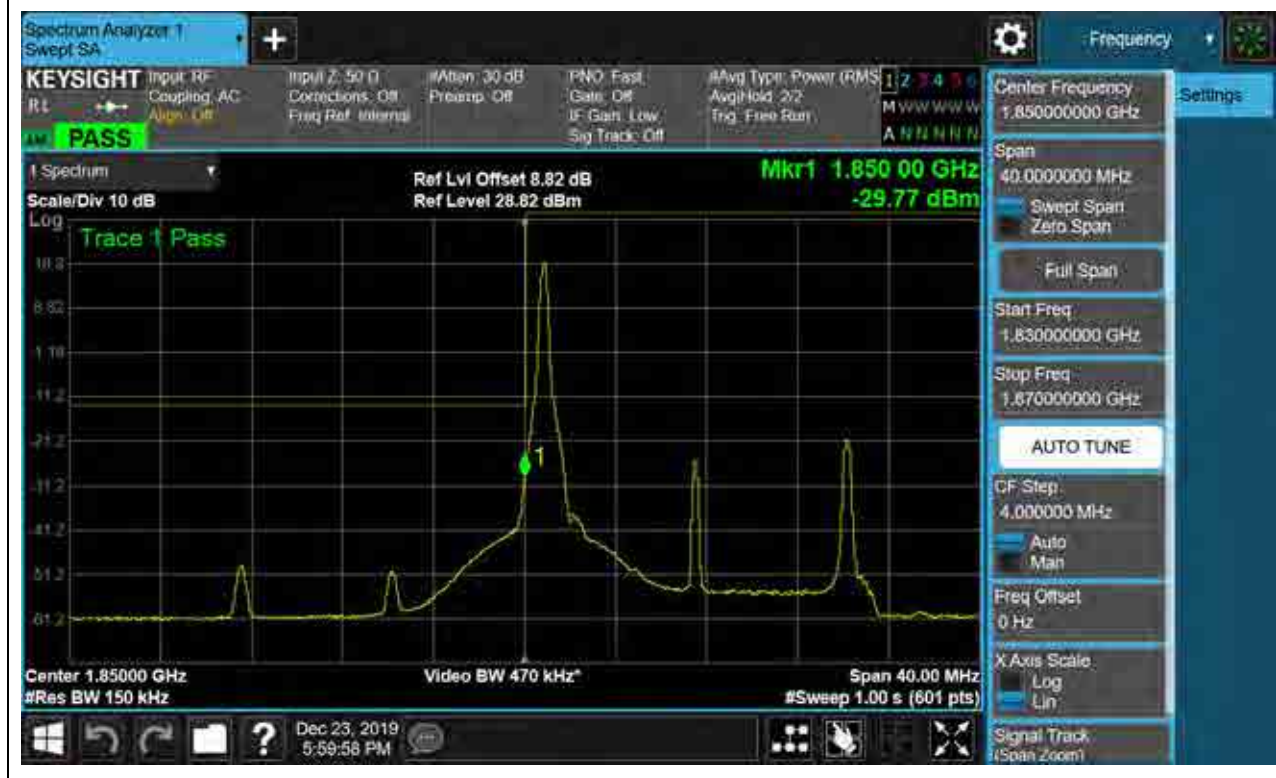 Spectrum Analyzer 1
Swept SA
+
Frequency
KEYSIGHT
Input: RF
Coupling: AC
Align: Off
Input Z: 50 Ω
Corrections: Off
Freq Ref: Internal
#Atten: 30 dB
Preamp: Off
PNO: Fast
Gate: Off
IF Gain: Low
Sig Track: Off
#Avg Type: Power (RMS
Avg|Hold: 2/2
Trig: Free Run
1 2 3 4 5 6
M W W W W W
A N N N N N
RL
PASS
1 Spectrum
Scale/Div 10 dB
Ref Lvl Offset 8.82 dB
Ref Level 28.82 dBm
Mkr1 1.850 00 GHz
-29.77 dBm
Log
Trace 1 Pass
18.8
8.82
-1.18
-11.2
-21.2
-31.2
-41.2
-51.2
-61.2
1
Center 1.85000 GHz
#Res BW 150 kHz
Video BW 470 kHz*
Span 40.00 MHz
#Sweep 1.00 s (601 pts)
Dec 23, 2019
5:59:58 PM
?
Center Frequency
1.850000000 GHz
Settings
Span
40.0000000 MHz
Swept Span
Zero Span
Full Span
Start Freq
1.830000000 GHz
Stop Freq
1.870000000 GHz
AUTO TUNE
CF Step
4.000000 MHz
Auto
Man
Freq Offset
0 Hz
X Axis Scale
Log
Lin
Signal Track
(Span Zoom)